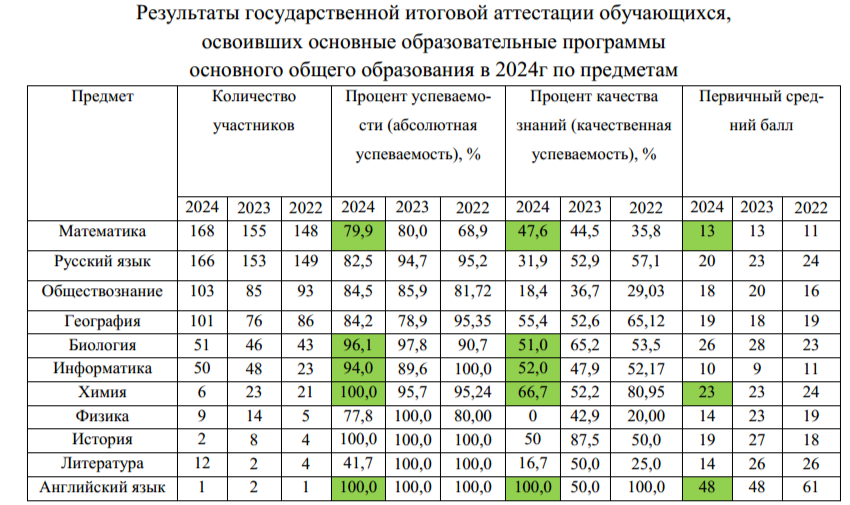 Результаты государственной итоговой аттестации обучающихся,
освоивших основные образовательные программы
основного общего образования в 2024г по предметам
Предмет Количество участников Процент успеваемо-сти (абсолютная успеваемость), % Процент качества знаний (качественная успеваемость), % Первичный сред-ний балл
2024 2023 2022 2024 2023 2022 2024 2023 2022 2024 2023 2022
Математика 168 155 148 79,9 80,0 68,9 47,6 44,5 35,8 13 13 11
Русский язык 166 153 149 82,5 94,7 95,2 31,9 52,9 57,1 20 23 24
Обществознание 103 85 93 84,5 85,9 81,72 18,4 36,7 29,03 18 20 16
География 101 76 86 84,2 78,9 95,35 55,4 52,6 65,12 19 18 19
Биология 51 46 43 96,1 97,8 90,7 51,0 65,2 53,5 26 28 23
Информатика 50 48 23 94,0 89,6 100,0 52,0 47,9 52,17 10 9 11
Химия 6 23 21 100,0 95,7 95,24 66,7 52,2 80,95 23 23 24
Физика 9 14 5 77,8 100,0 80,00 0 42,9 20,00 14 23 19
История 2 8 4 100,0 100,0 100,0 50 87,5 50,0 19 27 18
Литература 12 2 4 41,7 100,0 100,0 16,7 50,0 25,0 14 26 26
Английский язык 1 2 1 100,0 100,0 100,0 100,0 50,0 100,0 48 48 61